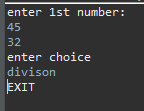 enter 1st number:
45
32
enter choice
divison
EXIT